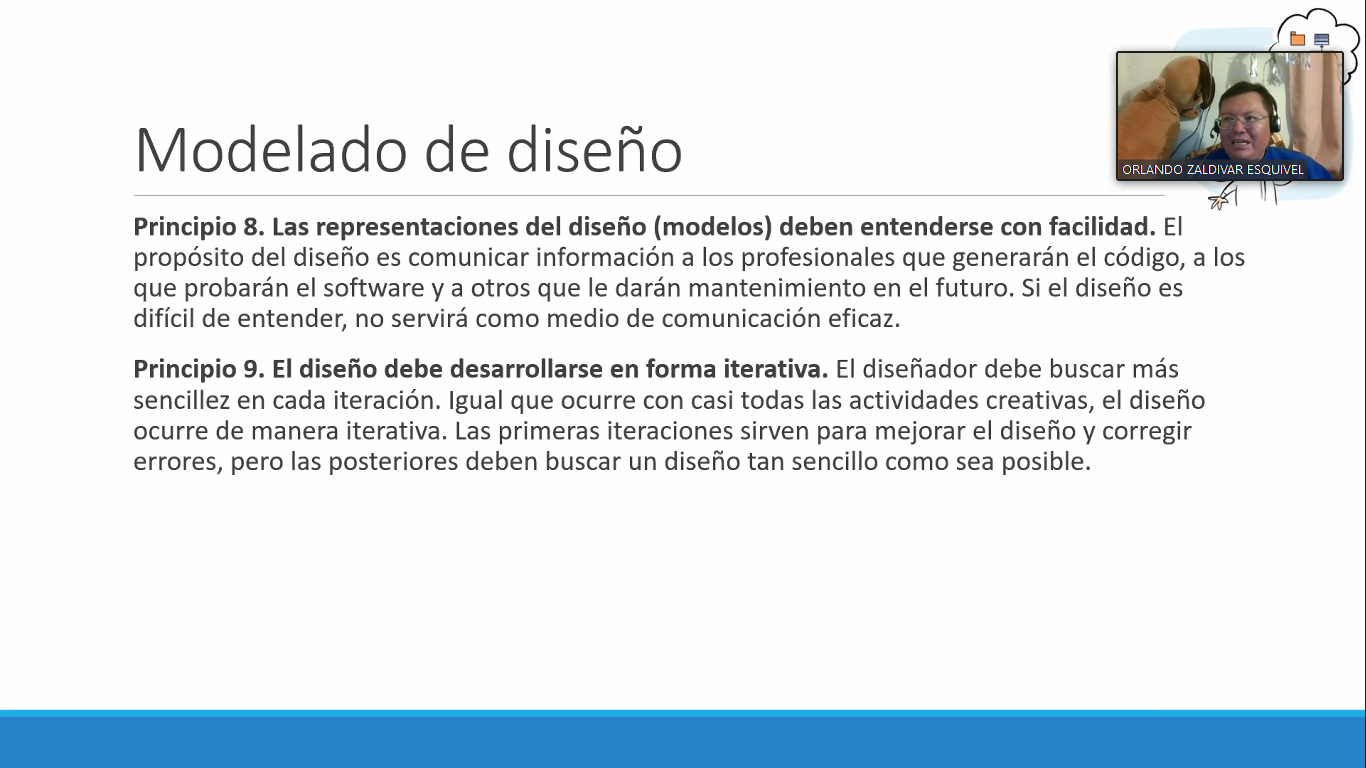 Modelado de diseño
ORLANDO ZALDIVAR ESQUIVEL
Principio 8. Las representaciones del diseño (modelos) deben entenderse con facilidad. El
propósito del diseño es comunicar información a los profesionales que generarán el código, a los
que probarán el software y a otros que le darán mantenimiento en el futuro. Si el diseño es
difícil de entender, no servirá como medio de comunicación eficaz.
Principio 9. El diseño debe desarrollarse en forma iterativa. El diseñador debe buscar más
sencillez en cada iteración. Igual que ocurre con casi todas las actividades creativas, el diseño
ocurre de manera iterativa. Las primeras iteraciones sirven para mejorar el diseño y corregir
errores, pero las posteriores deben buscar un diseño tan sencillo como sea posible.